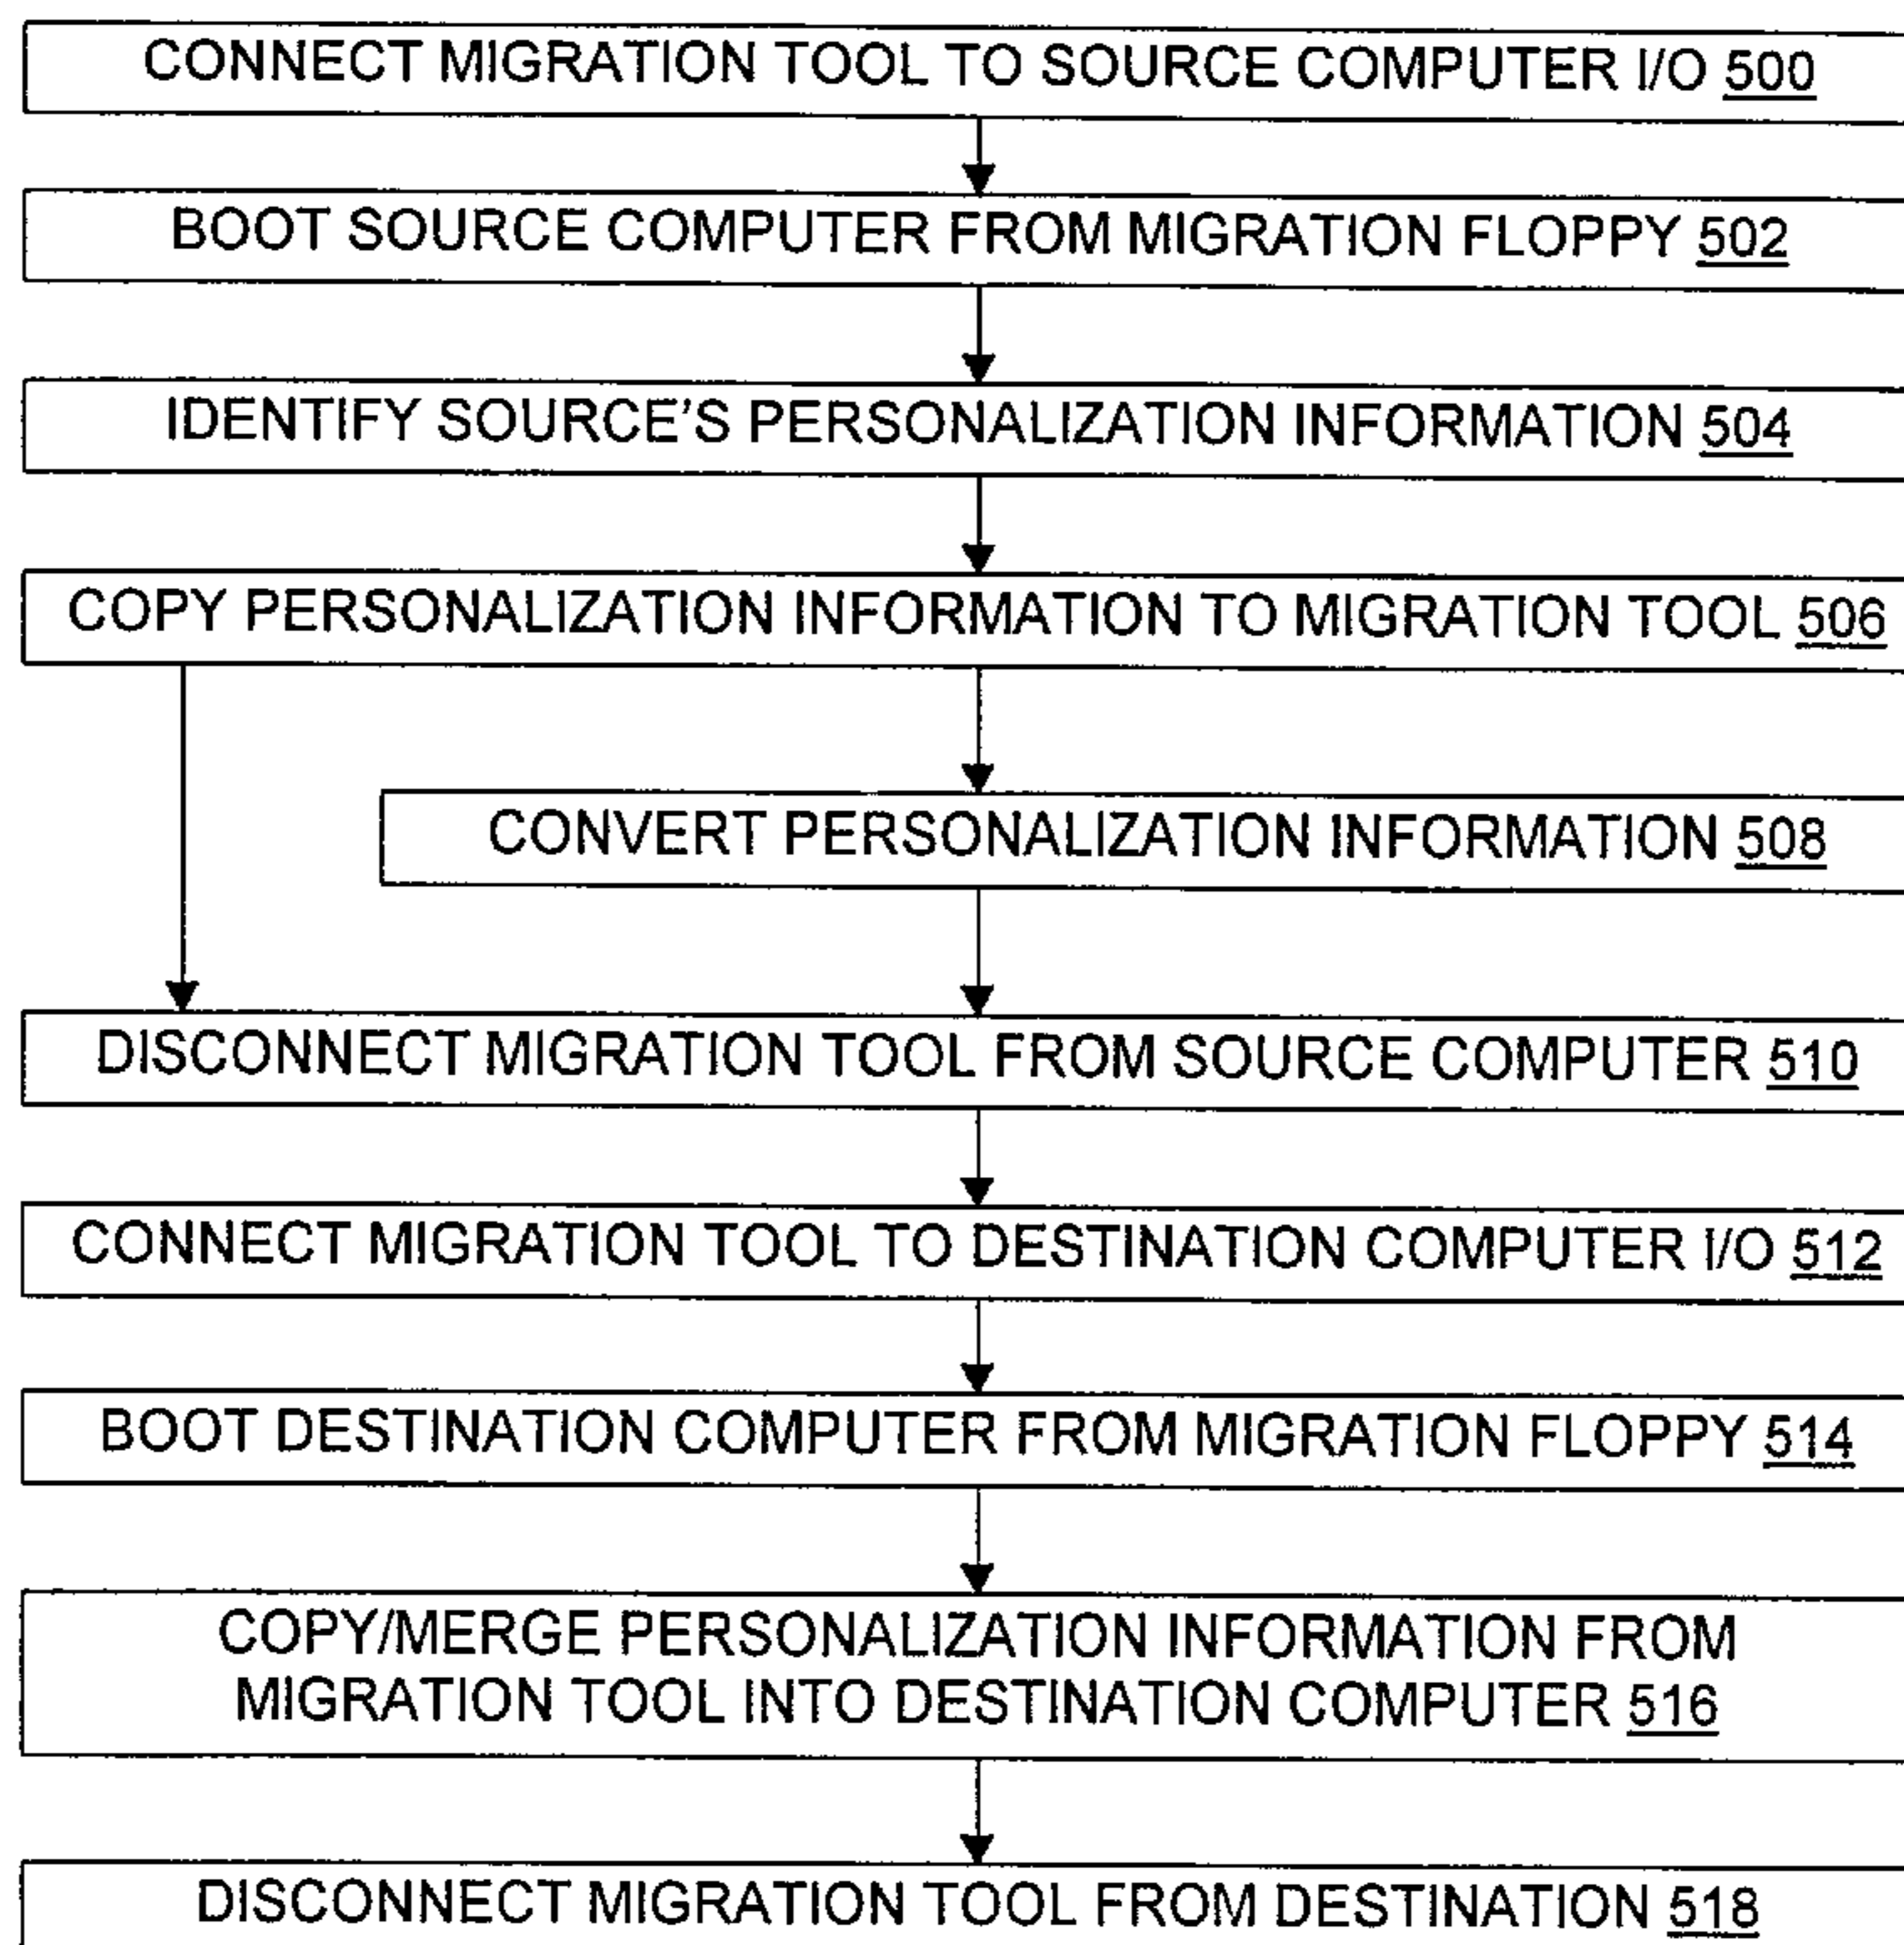 CONNECT MIGRATION TOOL TO SOURCE COMPUTER I/O 500
BOOT SOURCE COMPUTER FROM MIGRATION FLOPPY 502
IDENTIFY SOURCE'S PERSONALIZATION INFORMATION 504
COPY PERSONALIZATION INFORMATION TO MIGRATION TOOL 506
CONVERT PERSONALIZATION INFORMATION 508
DISCONNECT MIGRATION TOOL FROM SOURCE COMPUTER 510
CONNECT MIGRATION TOOL TO DESTINATION COMPUTER I/O 512
BOOT DESTINATION COMPUTER FROM MIGRATION FLOPPY 514
COPY/MERGE PERSONALIZATION INFORMATION FROM
MIGRATION TOOL INTO DESTINATION COMPUTER 516
DISCONNECT MIGRATION TOOL FROM DESTINATION 518